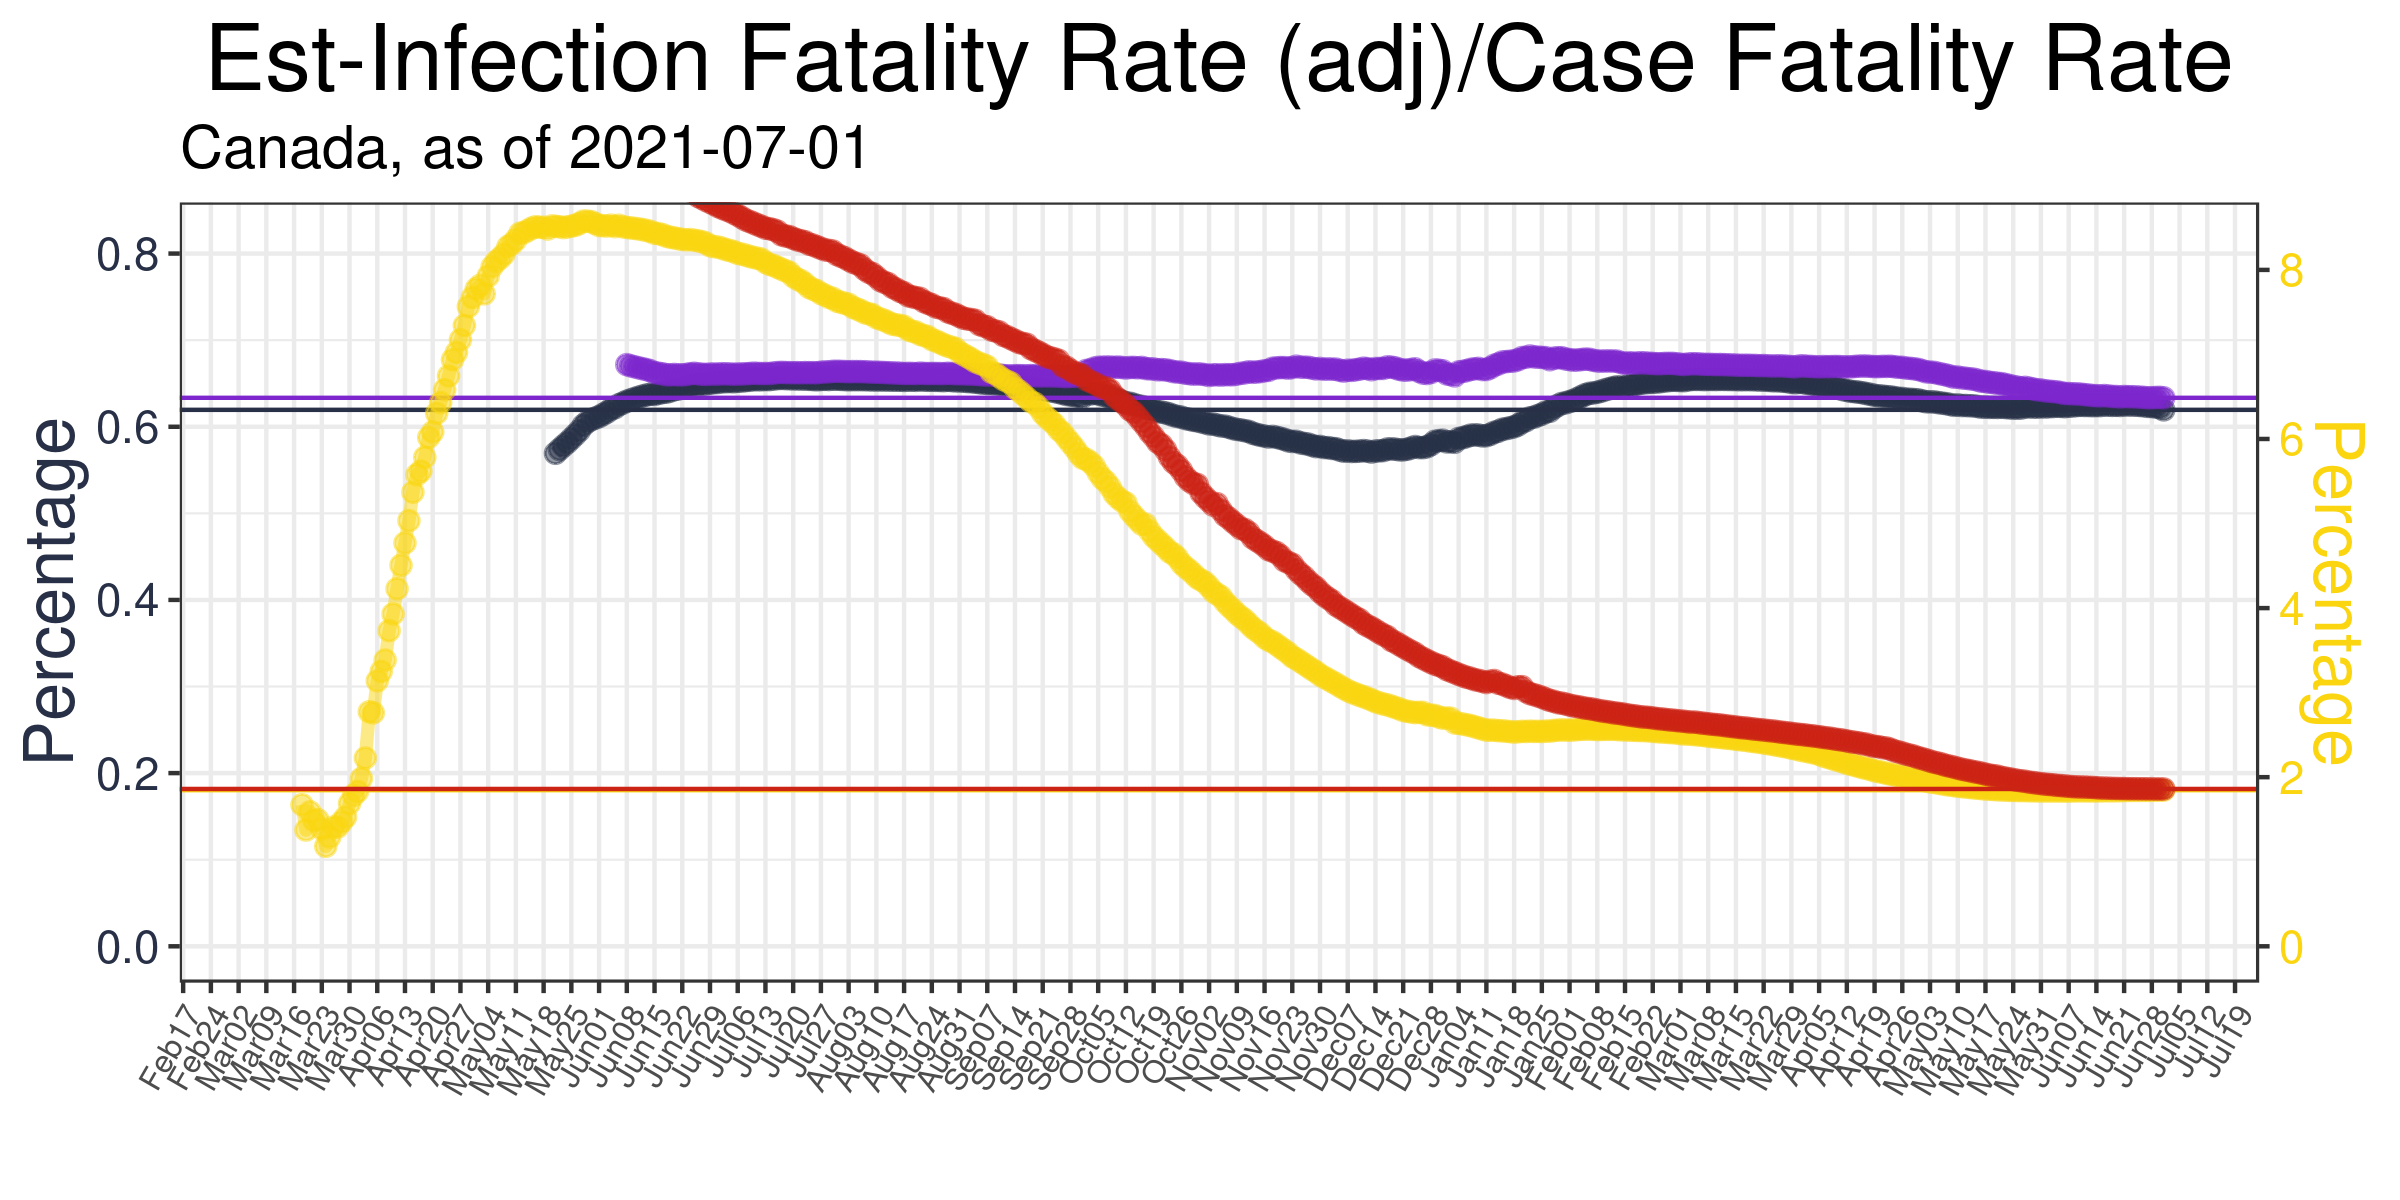 Est-Infection Fatality Rate (adj)/Case Fatality Rate
Canada, as of 2021-07-01
Percentage
0.8
0.6
0.4
0.2
0.0
8
6
4
2
0
Percentage
Feb17
Feb24
Mar02
Mar09
Mar16
Mar23
Mar30
Apr06
Apr13
Apr20
Apr27
May04
May11
May18
May25
Jun01
Jun08
Jun15
Jun22
Jun29
Jul06
Jul13
Jul20
Jul27
Aug03
Aug10
Aug17
Aug24
Aug31
Sep07
Sep14
Sep21
Sep28
Oct05
Oct12
Oct19
Oct26
Nov02
Nov09
Nov16
Nov23
Nov30
Dec07
Dec14
Dec21
Dec28
Jan04
Jan11
Jan18
Jan25
Feb01
Feb08
Feb15
Feb22
Mar01
Mar08
Mar15
Mar22
Mar29
Apr05
Apr12
Apr19
Apr26
May03
May10
May17
May24
May31
Jun07
Jun14
Jun21
Jun28
Jul05
Jul12
Jul19